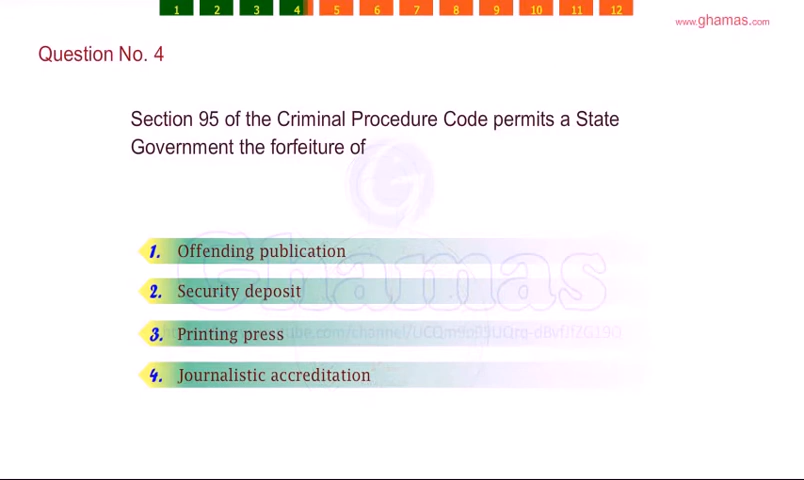 1 2 3 4 5 6 7 8 9 10 11 12
www.ghamas.com
Question No. 4
Section 95 of the Criminal Procedure Code permits a State
Government the forfeiture of
G
Ghamas
1. Offending publication
2. Security deposit
3. Printing press
4. Journalistic accreditation